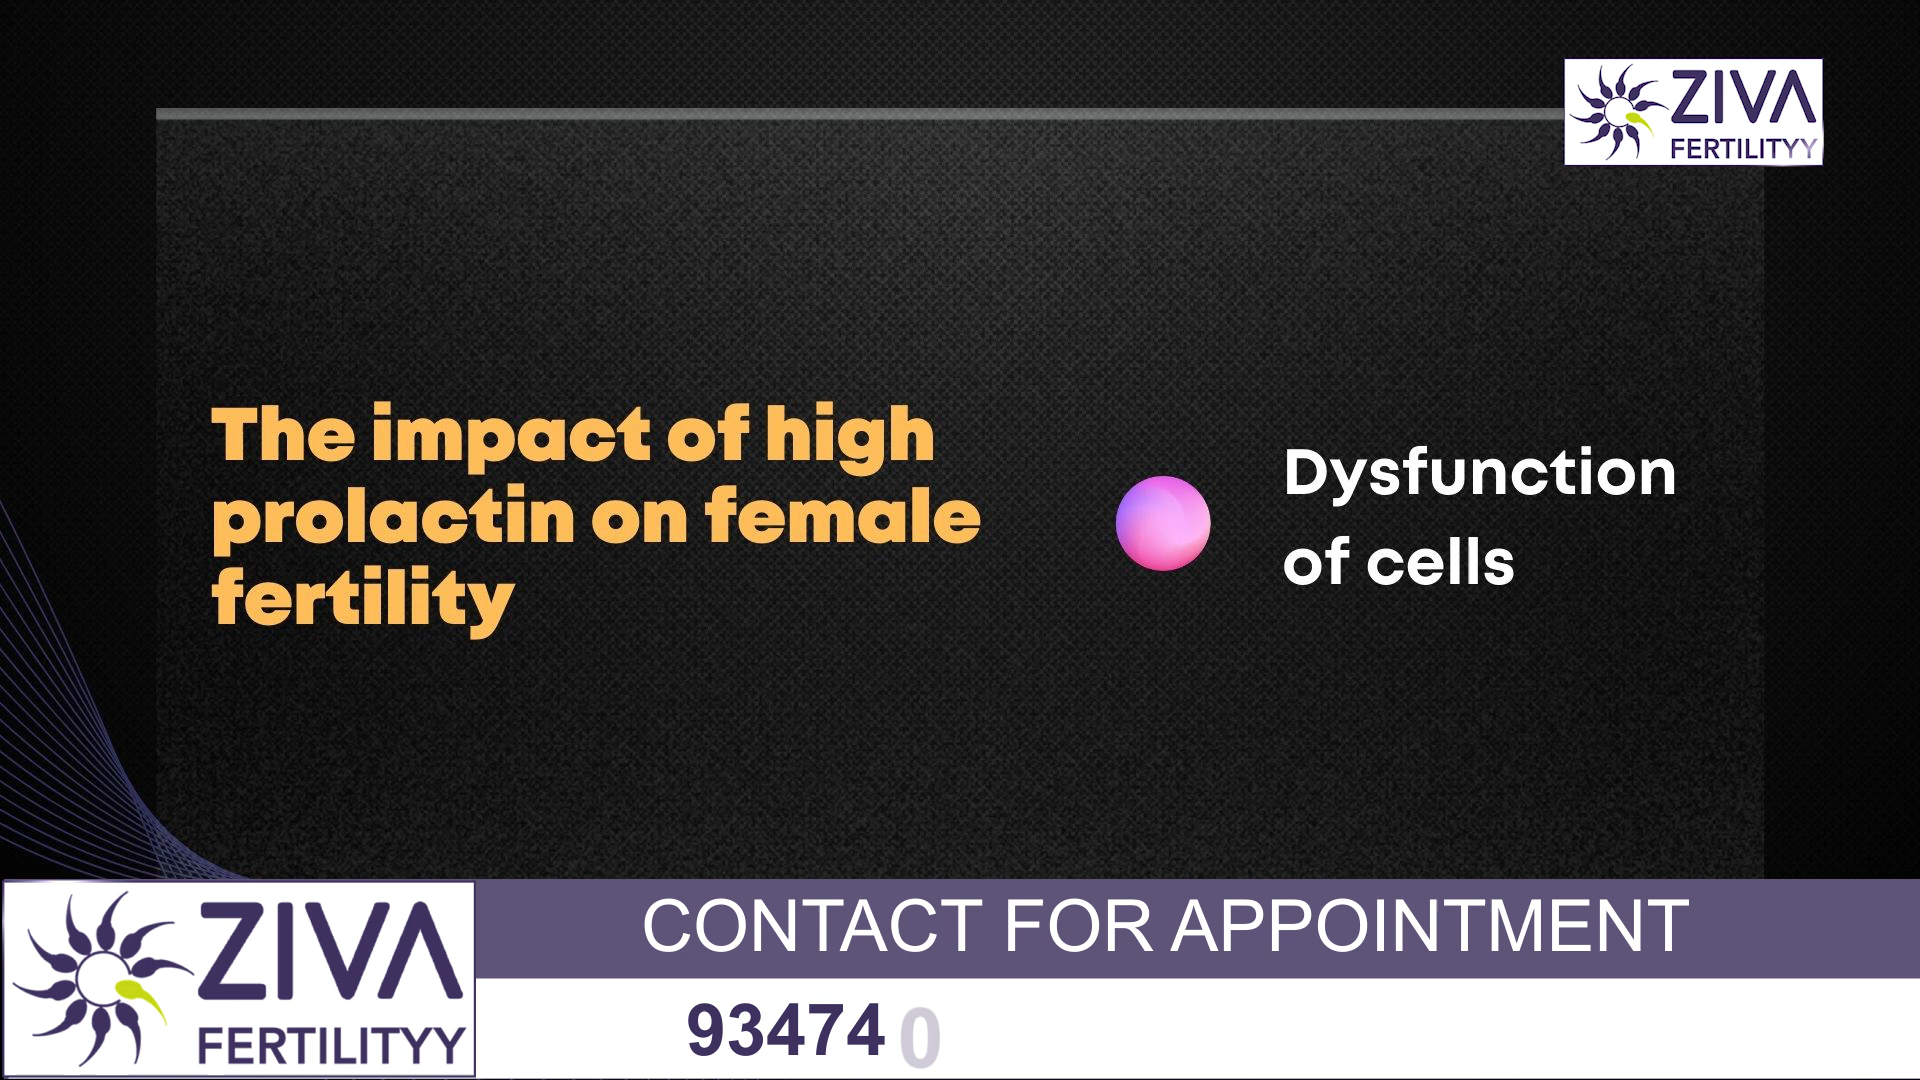 ZIVA
FERTILITYY
The impact of high
prolactin on female
fertility
Dysfunction
of cells
ZIVA
FERTILITYY
CONTACT FOR APPOINTMENT
93474 0